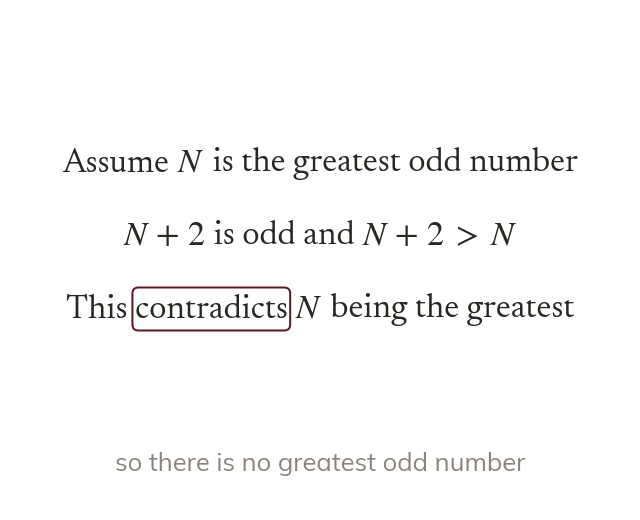 Assume N is the greatest odd number
N + 2 is odd and N + 2 > N
This contradicts N being the greatest
so there is no greatest odd number